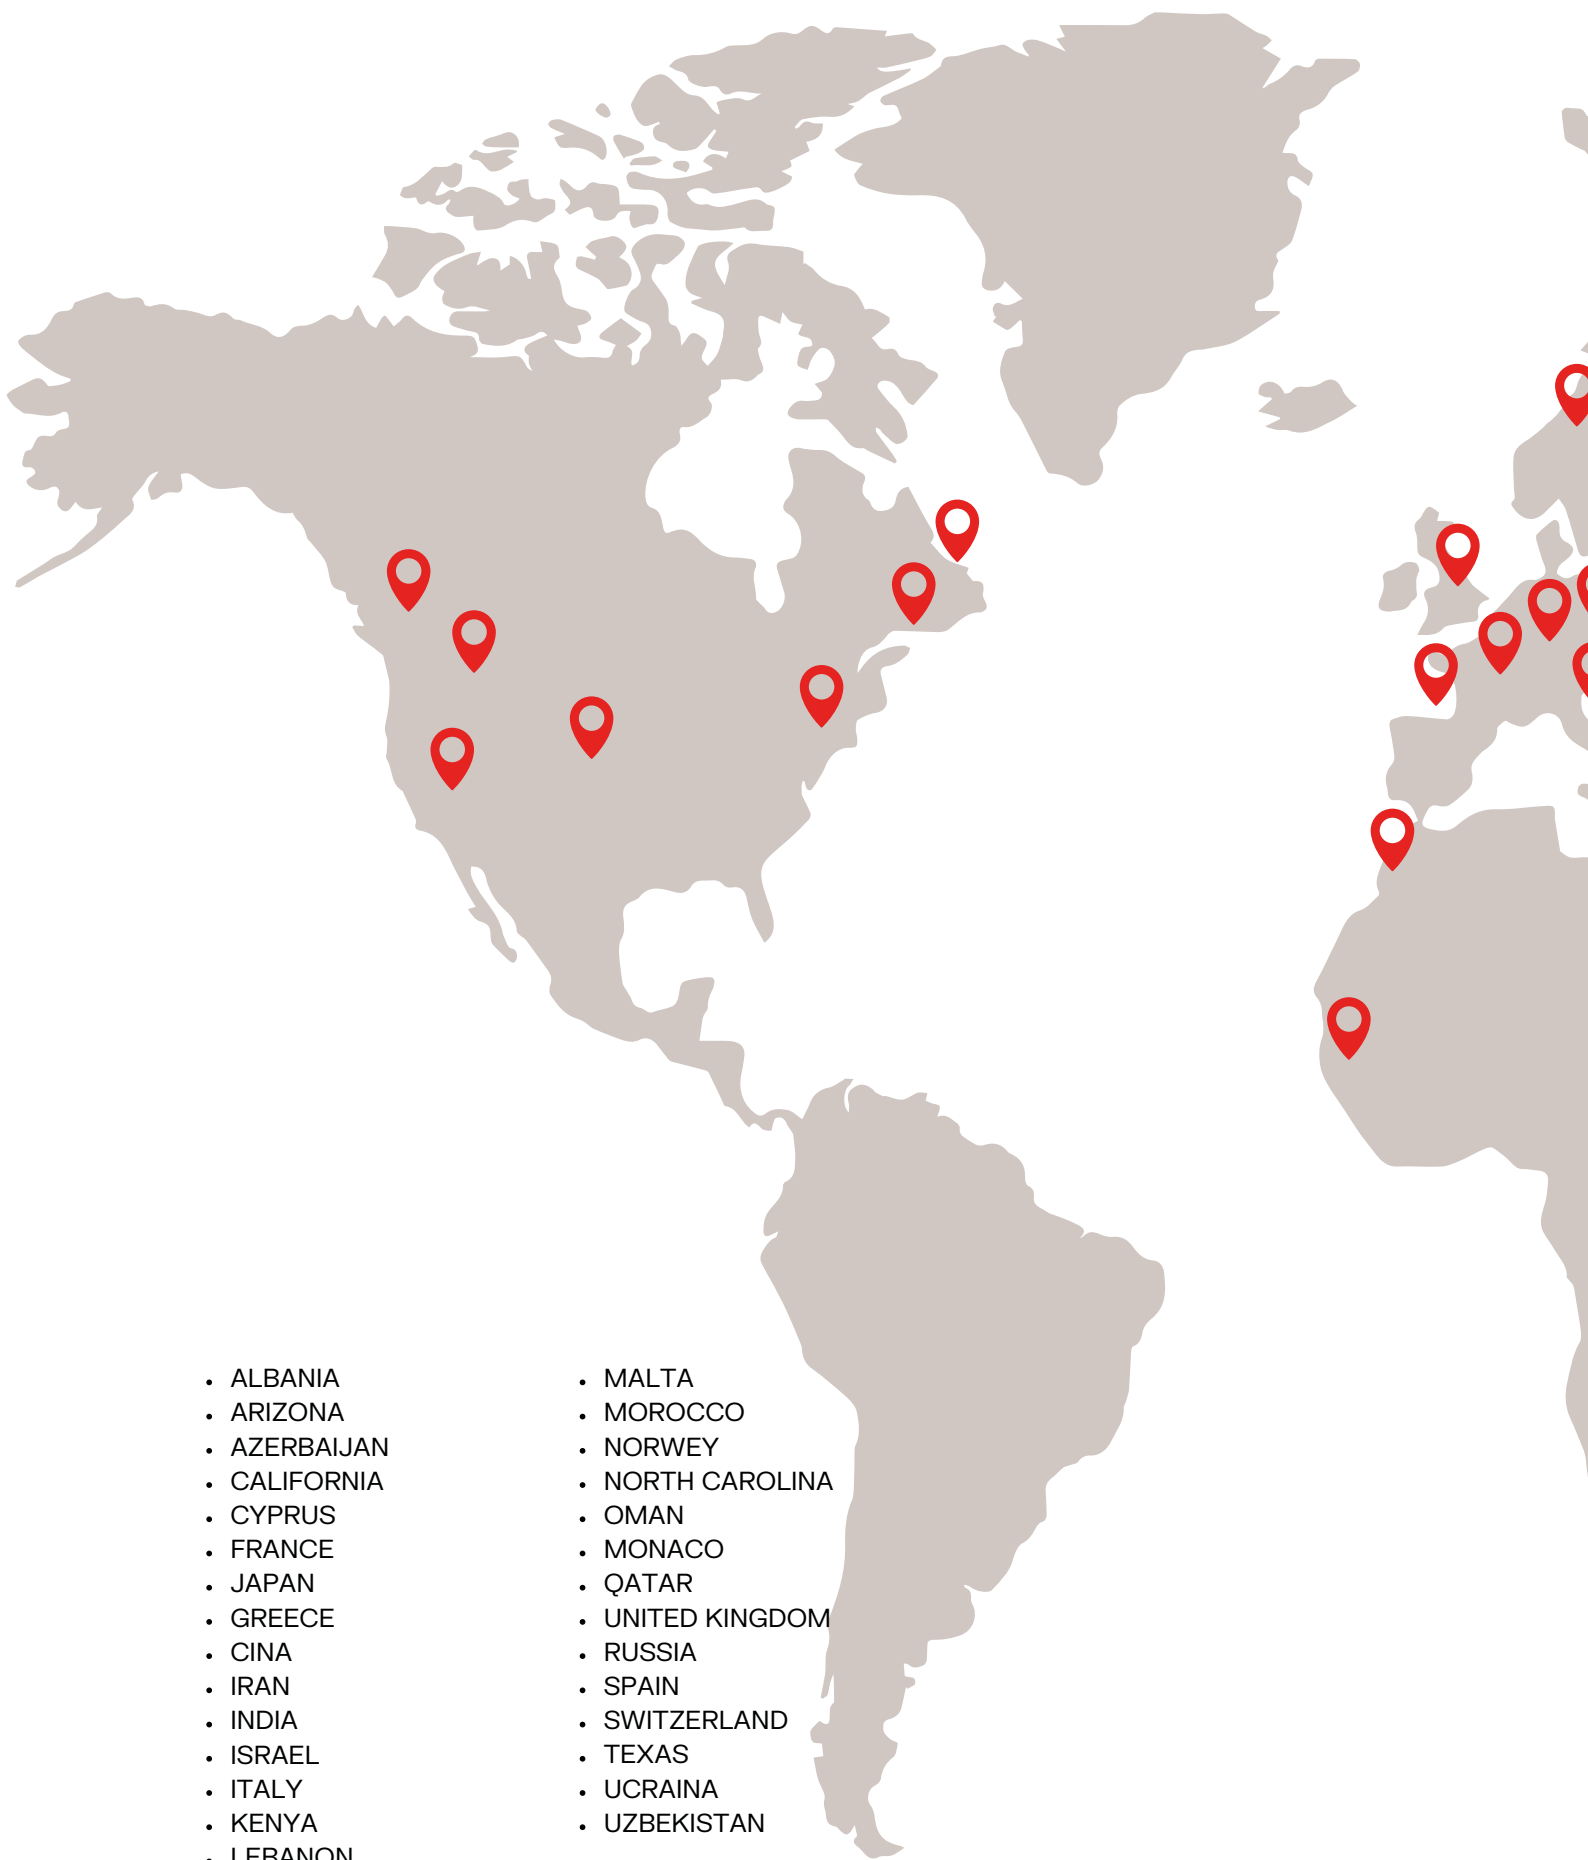 • ALBANIA
• ARIZONA
• AZERBAIJAN
• CALIFORNIA
• CYPRUS
• FRANCE
• JAPAN
• GREECE
• CINA
• IRAN
• INDIA
• ISRAEL
• ITALY
• KENYA
• LEBANON
• MALTA
• MOROCCO
• NORWEY
• NORTH CAROLINA
• OMAN
• MONACO
• QATAR
• UNITED KINGDOM
• RUSSIA
• SPAIN
• SWITZERLAND
• TEXAS
• UCRAINA
• UZBEKISTAN